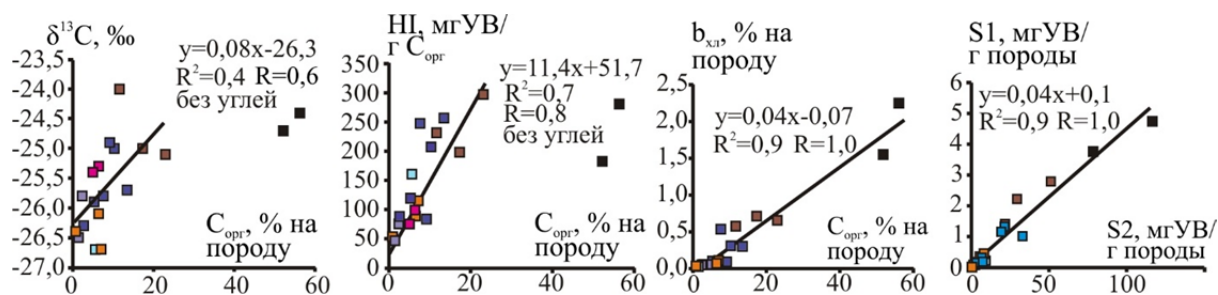 δ¹³C, ‰
y=0,08x-26,3
R²=0,4 R=0,6
без углей
-23,5
-24,0
-24,5
-25,0
-25,5
-26,0
-26,5
-27,0
Cорг, % на
породу
0 20 40 60
HI, мгУВ/
г Cорг
y=11,4x+51,7
R²=0,7
R=0,8
без углей
350
300
250
200
150
100
50
0
Cорг, % на
породу
0 20 40 60
bхл, % на
породу
y=0,04x-0,07
R²=0,9 R=1,0
2,5
2,0
1,5
1,0
0,5
0,0
Cорг, % на
породу
0 20 40 60
S1, мгУВ/
г породы
y=0,04x+0,1
R²=0,9 R=1,0
6
5
4
3
2
1
0
S2, мгУВ/
г породы
0 50 100